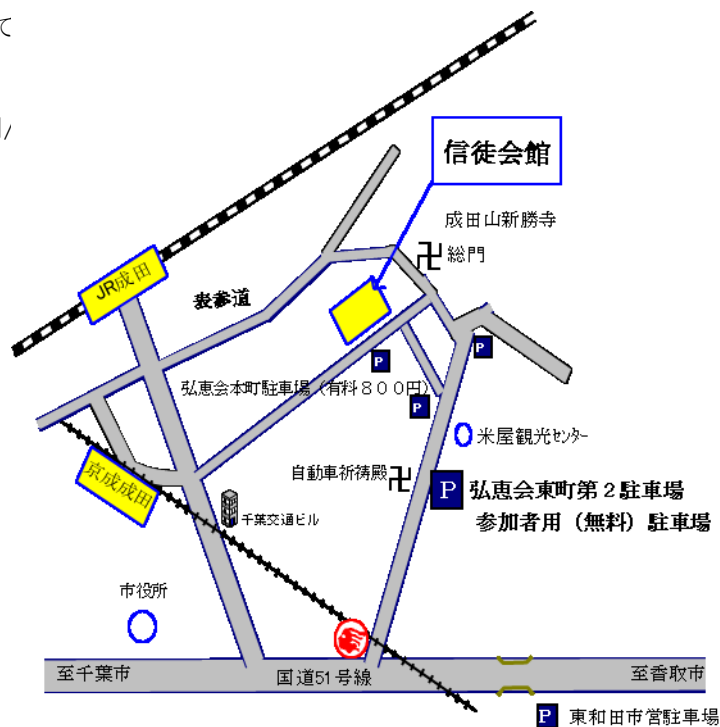 て
信徒会館
成田山新勝寺
総門
JR成田
表参道
P
P
弘恵会本町駐車場（有料８００円）
P
米屋観光ｾﾝﾀｰ
京成成田
自動車祈祷殿
P
弘恵会東町第２駐車場
参加者用（無料）駐車場
千葉交通ビル
市役所
至千葉市
国道51号線
至香取市
P
東和田市営駐車場